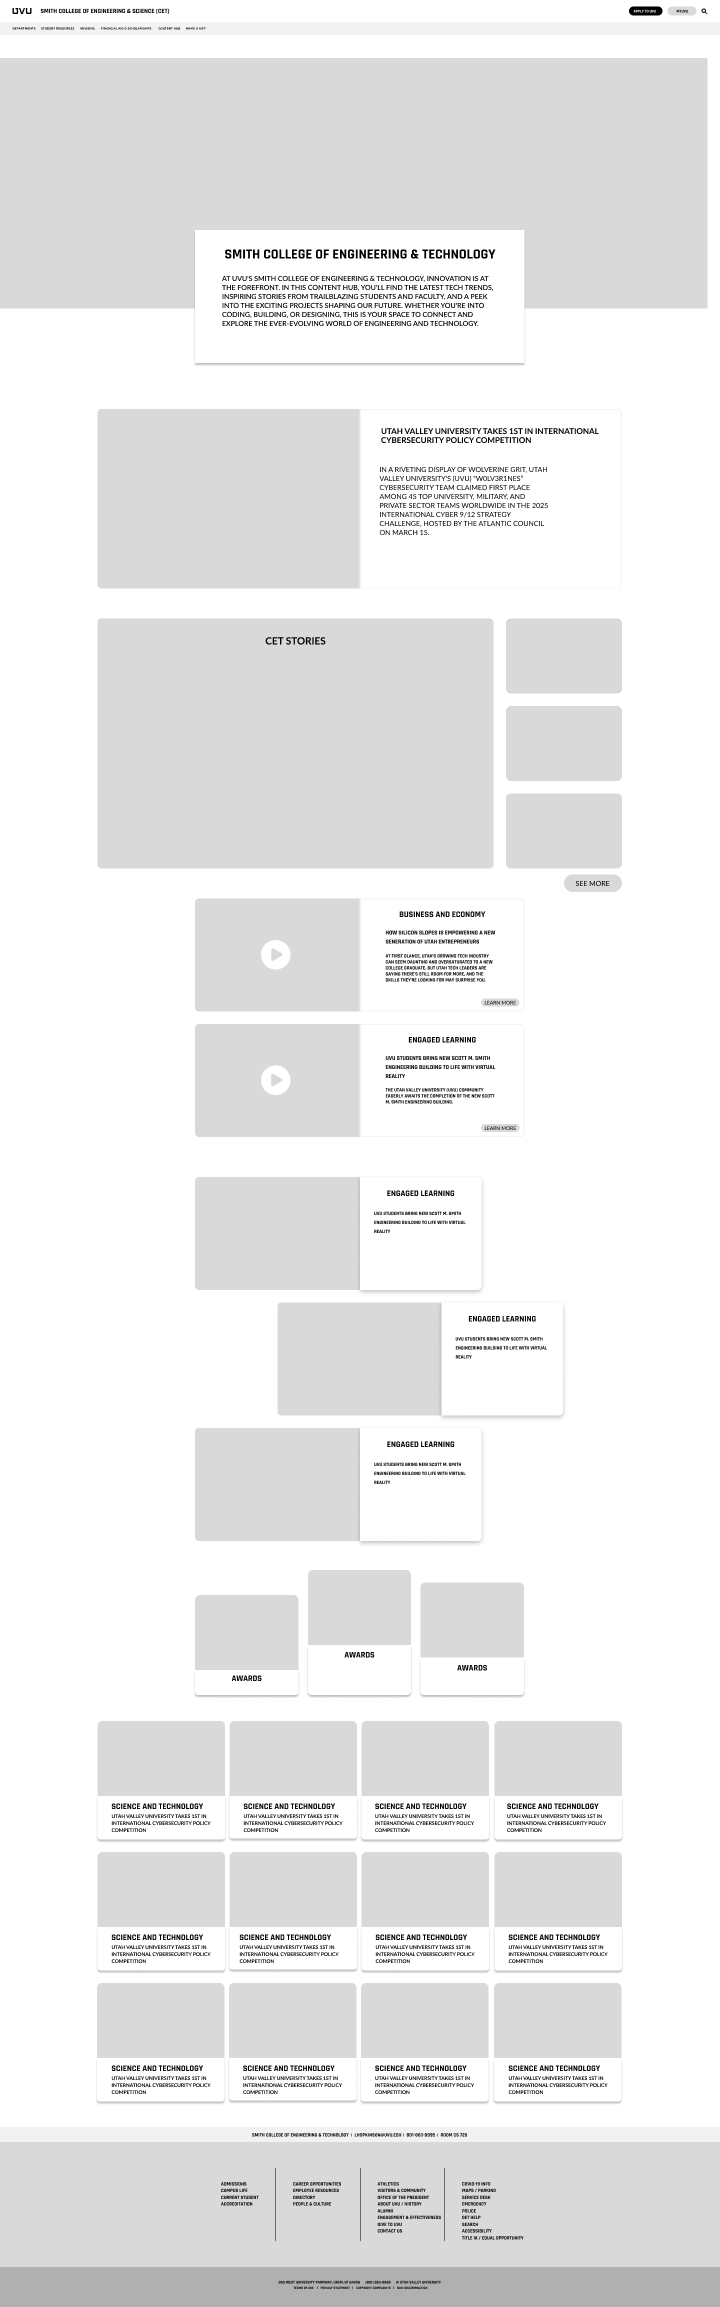 UVU SMITH COLLEGE OF ENGINEERING & SCIENCE (CET) APPLY TO UVU MYUVU
DEPARTMENTS STUDENT RESOURCES ADVISING FINANCIAL AID & SCHOLARSHIPS CONTENT HUB MAKE A GIFT
SMITH COLLEGE OF ENGINEERING & TECHNOLOGY
AT UVU'S SMITH COLLEGE OF ENGINEERING & TECHNOLOGY, INNOVATION IS AT
THE FOREFRONT. IN THIS CONTENT HUB, YOU'LL FIND THE LATEST TECH TRENDS,
INSPIRING STORIES FROM TRAILBLAZING STUDENTS AND FACULTY, AND A PEEK
INTO THE EXCITING PROJECTS SHAPING OUR FUTURE. WHETHER YOU'RE INTO
CODING, BUILDING, OR DESIGNING, THIS IS YOUR SPACE TO CONNECT AND
EXPLORE THE EVER-EVOLVING WORLD OF ENGINEERING AND TECHNOLOGY.
UTAH VALLEY UNIVERSITY TAKES 1ST IN INTERNATIONAL
CYBERSECURITY POLICY COMPETITION
IN A RIVETING DISPLAY OF WOLVERINE GRIT, UTAH
VALLEY UNIVERSITY'S (UVU) "W0LV3R1NES"
CYBERSECURITY TEAM CLAIMED FIRST PLACE
AMONG 45 TOP UNIVERSITY, MILITARY, AND
PRIVATE SECTOR TEAMS WORLDWIDE IN THE 2025
INTERNATIONAL CYBER 9/12 STRATEGY
CHALLENGE, HOSTED BY THE ATLANTIC COUNCIL
ON MARCH 15.
CET STORIES
SEE MORE
BUSINESS AND ECONOMY
HOW SILICON SLOPES IS EMPOWERING A NEW
GENERATION OF UTAH ENTREPRENEURS
AT FIRST GLANCE, UTAH'S GROWING TECH INDUSTRY
CAN SEEM DAUNTING AND OVERSATURATED TO A NEW
COLLEGE GRADUATE. BUT UTAH TECH LEADERS ARE
SAYING THERE'S STILL ROOM FOR MORE, AND THE
SKILLS THEY'RE LOOKING FOR MAY SURPRISE YOU.
LEARN MORE
ENGAGED LEARNING
UVU STUDENTS BRING NEW SCOTT M. SMITH
ENGINEERING BUILDING TO LIFE WITH VIRTUAL
REALITY
THE UTAH VALLEY UNIVERSITY (UVU) COMMUNITY
EAGERLY AWAITS THE COMPLETION OF THE NEW SCOTT
M. SMITH ENGINEERING BUILDING.
LEARN MORE
ENGAGED LEARNING
UVU STUDENTS BRING NEW SCOTT M. SMITH
ENGINEERING BUILDING TO LIFE WITH VIRTUAL
REALITY
ENGAGED LEARNING
UVU STUDENTS BRING NEW SCOTT M. SMITH
ENGINEERING BUILDING TO LIFE WITH VIRTUAL
REALITY
ENGAGED LEARNING
UVU STUDENTS BRING NEW SCOTT M. SMITH
ENGINEERING BUILDING TO LIFE WITH VIRTUAL
REALITY
AWARDS
AWARDS
AWARDS
SCIENCE AND TECHNOLOGY
UTAH VALLEY UNIVERSITY TAKES 1ST IN
INTERNATIONAL CYBERSECURITY POLICY
COMPETITION
SCIENCE AND TECHNOLOGY
UTAH VALLEY UNIVERSITY TAKES 1ST IN
INTERNATIONAL CYBERSECURITY POLICY
COMPETITION
SCIENCE AND TECHNOLOGY
UTAH VALLEY UNIVERSITY TAKES 1ST IN
INTERNATIONAL CYBERSECURITY POLICY
COMPETITION
SCIENCE AND TECHNOLOGY
UTAH VALLEY UNIVERSITY TAKES 1ST IN
INTERNATIONAL CYBERSECURITY POLICY
COMPETITION
SCIENCE AND TECHNOLOGY
UTAH VALLEY UNIVERSITY TAKES 1ST IN
INTERNATIONAL CYBERSECURITY POLICY
COMPETITION
SCIENCE AND TECHNOLOGY
UTAH VALLEY UNIVERSITY TAKES 1ST IN
INTERNATIONAL CYBERSECURITY POLICY
COMPETITION
SCIENCE AND TECHNOLOGY
UTAH VALLEY UNIVERSITY TAKES 1ST IN
INTERNATIONAL CYBERSECURITY POLICY
COMPETITION
SCIENCE AND TECHNOLOGY
UTAH VALLEY UNIVERSITY TAKES 1ST IN
INTERNATIONAL CYBERSECURITY POLICY
COMPETITION
SCIENCE AND TECHNOLOGY
UTAH VALLEY UNIVERSITY TAKES 1ST IN
INTERNATIONAL CYBERSECURITY POLICY
COMPETITION
SCIENCE AND TECHNOLOGY
UTAH VALLEY UNIVERSITY TAKES 1ST IN
INTERNATIONAL CYBERSECURITY POLICY
COMPETITION
SCIENCE AND TECHNOLOGY
UTAH VALLEY UNIVERSITY TAKES 1ST IN
INTERNATIONAL CYBERSECURITY POLICY
COMPETITION
SCIENCE AND TECHNOLOGY
UTAH VALLEY UNIVERSITY TAKES 1ST IN
INTERNATIONAL CYBERSECURITY POLICY
COMPETITION
SMITH COLLEGE OF ENGINEERING & TECHNOLOGY | LHOPKINSON@UVU.EDU | 801-863-8995 | ROOM CS 720
ADMISSIONS
CAMPUS LIFE
CURRENT STUDENT
ACCREDITATION
CAREER OPPORTUNITIES
EMPLOYEE RESOURCES
DIRECTORY
PEOPLE & CULTURE
ATHLETICS
VISITORS & COMMUNITY
OFFICE OF THE PRESIDENT
ABOUT UVU / HISTORY
ALUMNI
ENGAGEMENT & EFFECTIVENESS
GIVE TO UVU
CONTACT US
COVID-19 INFO
MAPS / PARKING
SERVICE DESK
EMERGENCY
POLICE
GET HELP
SEARCH
ACCESSIBILITY
TITLE IX / EQUAL OPPORTUNITY
800 WEST UNIVERSITY PARKWAY, OREM, UT 84058 (801) 863-8888 © UTAH VALLEY UNIVERSITY
TERMS OF USE | PRIVACY STATEMENT | COPYRIGHT COMPLAINTS | NON-DISCRIMINATION